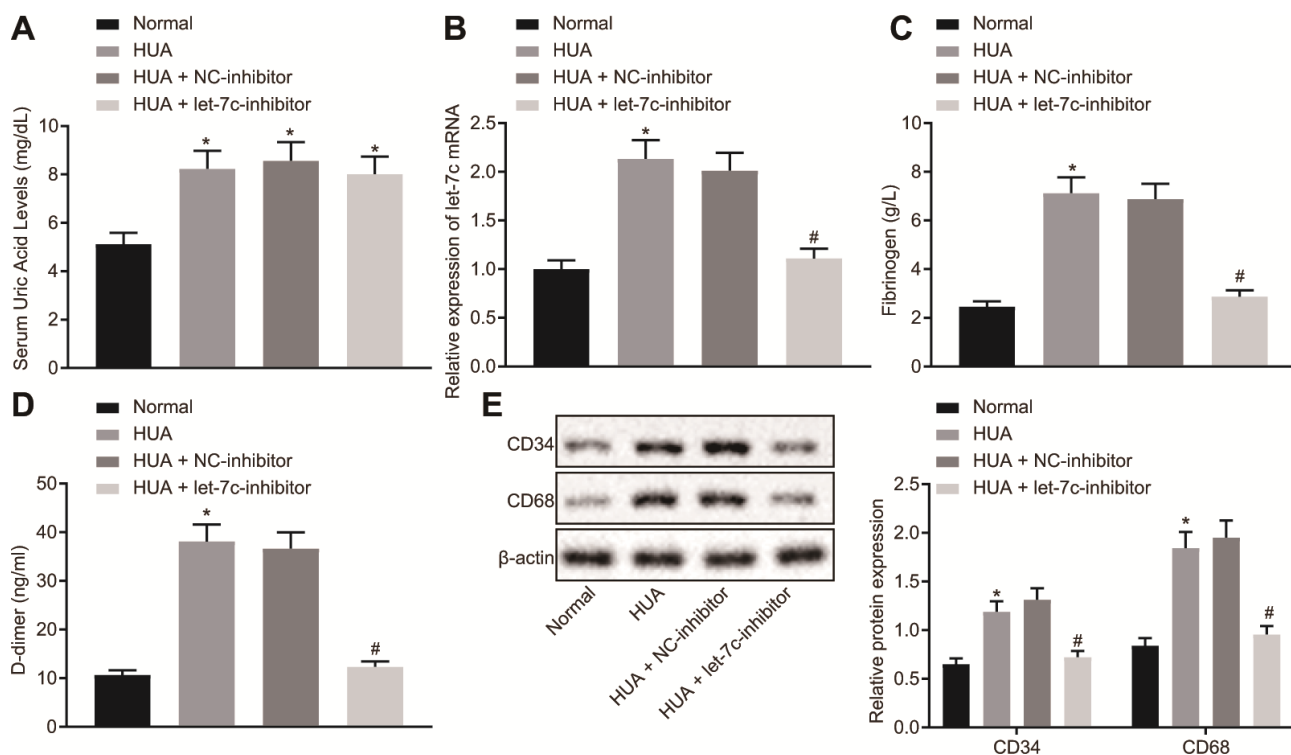 A
Normal
HUA
HUA + NC-inhibitor
HUA + let-7c-inhibitor
Serum Uric Acid Levels (mg/dL)
10
8
6
4
2
0
*
*
*
B
Normal
HUA
HUA + NC-inhibitor
HUA + let-7c-inhibitor
Relative expression of let-7c mRNA
2.5
2.0
1.5
1.0
0.5
0.0
*
#
C
Normal
HUA
HUA + NC-inhibitor
HUA + let-7c-inhibitor
Fibrinogen (g/L)
10
8
6
4
2
0
*
#
D
Normal
HUA
HUA + NC-inhibitor
HUA + let-7c-inhibitor
D-dimer (ng/ml)
50
40
30
20
10
0
*
#
E
CD34
CD68
β-actin
Normal
HUA
HUA + NC-inhibitor
HUA + let-7c-inhibitor
Normal
HUA
HUA + NC-inhibitor
HUA + let-7c-inhibitor
Relative protein expression
2.5
2.0
1.5
1.0
0.5
0.0
*
#
*
#
CD34
CD68